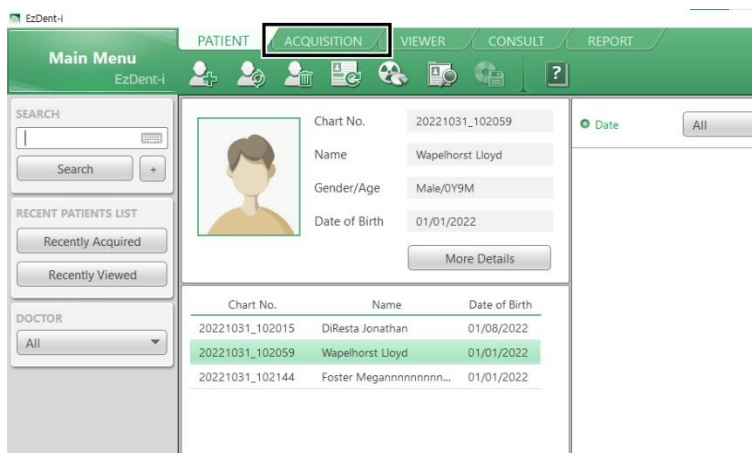 EzDent-i
Main Menu
EzDent-i
PATIENT ACQUISITION VIEWER CONSULT REPORT
?
SEARCH
Search +
RECENT PATIENTS LIST
Recently Acquired
Recently Viewed
DOCTOR
All
Chart No. 20221031_102059
Name Wapelhorst Lloyd
Gender/Age Male/0Y9M
Date of Birth 01/01/2022
More Details
Chart No. Name Date of Birth
20221031_102015 DiResta Jonathan 01/08/2022
20221031_102059 Wapelhorst Lloyd 01/01/2022
20221031_102144 Foster Megannnnnnnnn... 01/01/2022
Date All